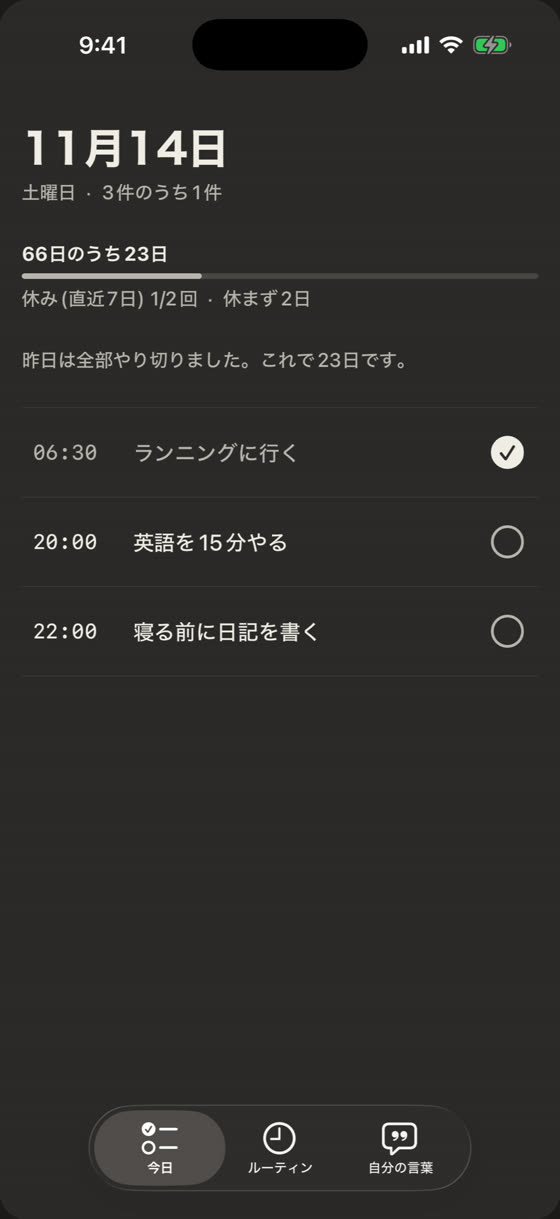 9:41
11月14日
土曜日 · 3件のうち1件
66日のうち23日
休み(直近7日) 1/2回 · 休まず2日
昨日は全部やり切りました。これで23日です。
06:30 ランニングに行く
20:00 英語を15分やる
22:00 寝る前に日記を書く
今日 ルーティン 自分の言葉